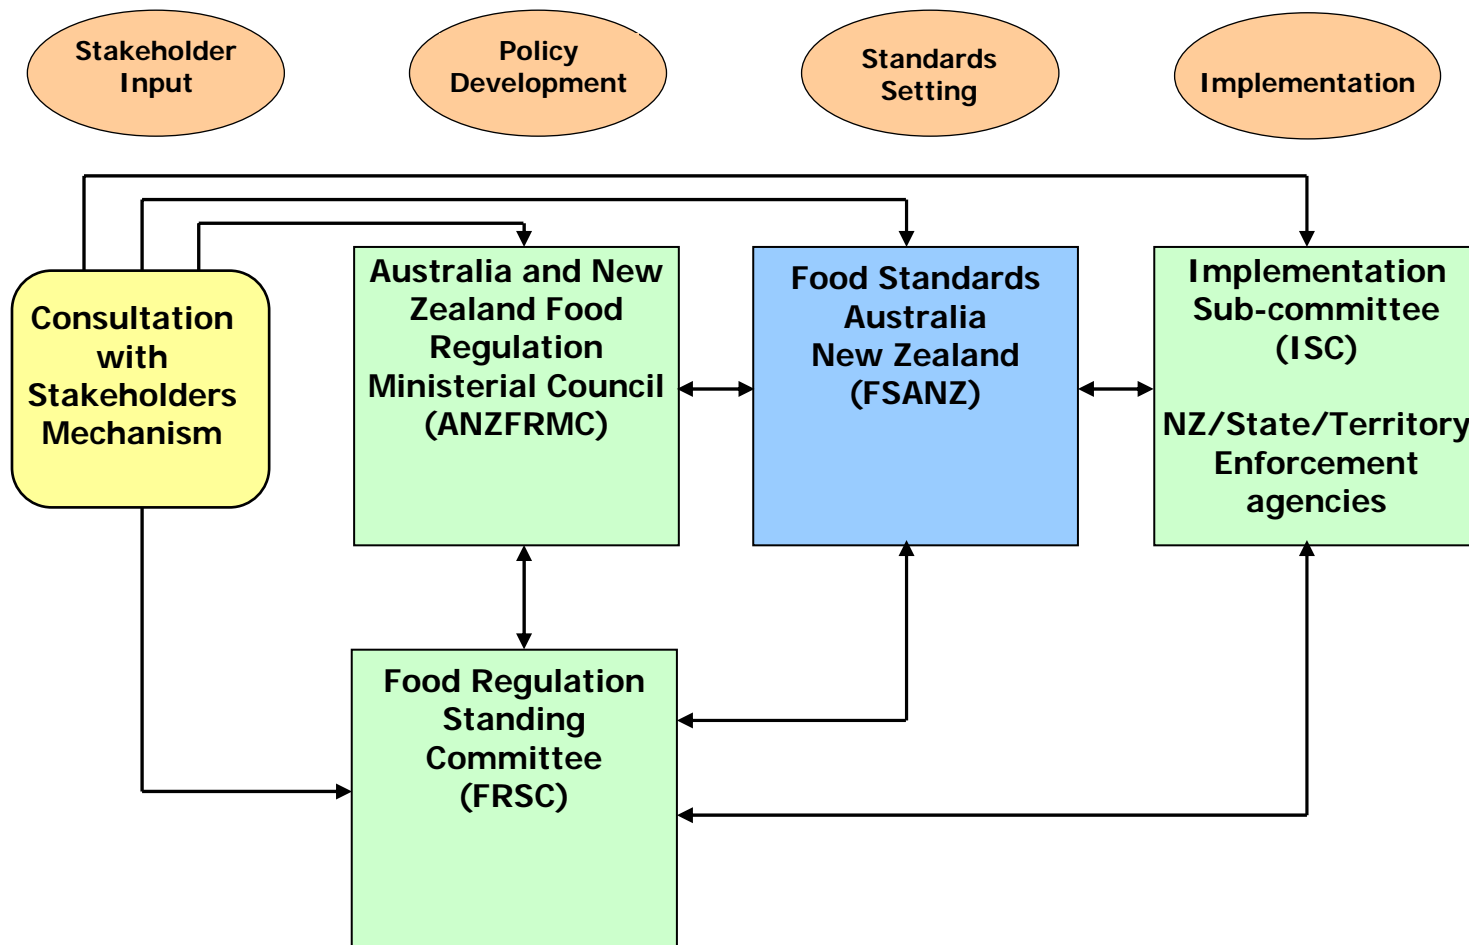 Stakeholder
Input
Policy
Development
Standards
Setting
Implementation
Consultation
with
Stakeholders
Mechanism
Australia and New
Zealand Food
Regulation
Ministerial Council
(ANZFRMC)
Food Standards
Australia
New Zealand
(FSANZ)
Implementation
Sub-committee
(ISC)
NZ/State/Territory
Enforcement
agencies
Food Regulation
Standing
Committee
(FRSC)